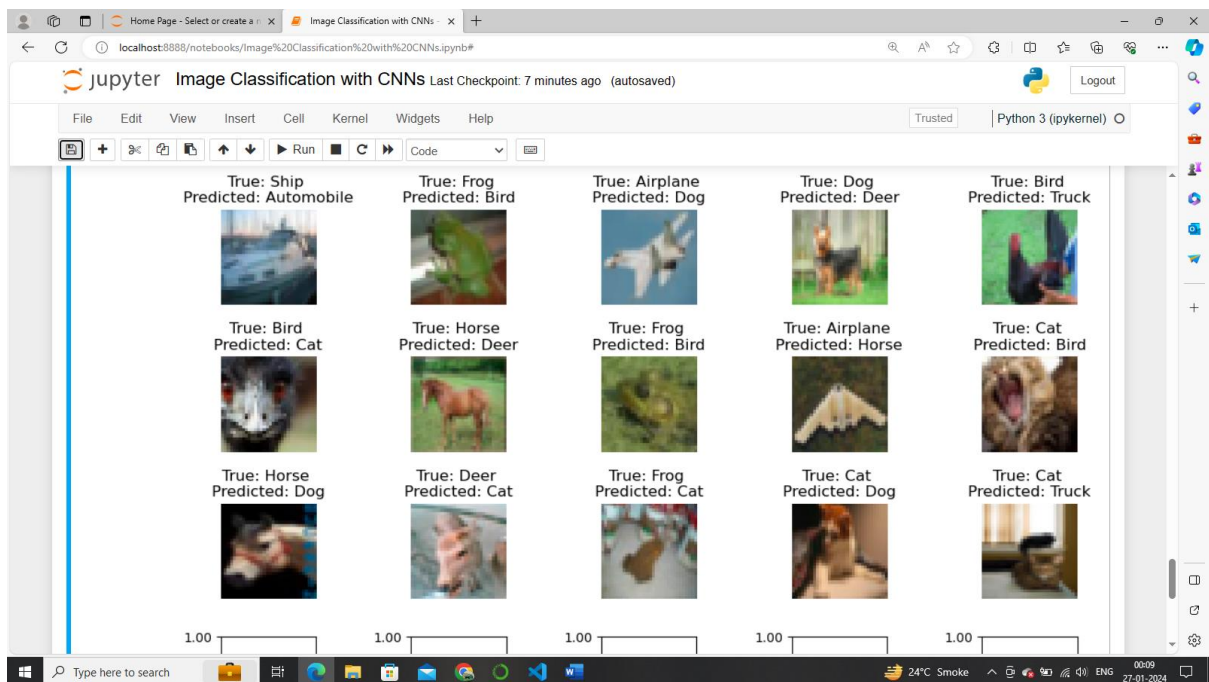 Home Page - Select or create a n
Image Classification with CNNs -
localhost:8888/notebooks/Image%20Classification%20with%20CNNs.ipynb#
jupyter Image Classification with CNNs Last Checkpoint: 7 minutes ago (autosaved)
Logout
File Edit View Insert Cell Kernel Widgets Help
Trusted Python 3 (ipykernel)
Run Code
True: Ship True: Frog True: Airplane True: Dog True: Bird
Predicted: Automobile Predicted: Bird Predicted: Dog Predicted: Deer Predicted: Truck
True: Bird True: Horse True: Frog True: Airplane True: Cat
Predicted: Cat Predicted: Deer Predicted: Bird Predicted: Horse Predicted: Bird
True: Horse True: Deer True: Frog True: Cat True: Cat
Predicted: Dog Predicted: Cat Predicted: Cat Predicted: Dog Predicted: Truck
1.00 1.00 1.00 1.00 1.00
Type here to search
24°C Smoke
ENG
00:09
27-01-2024